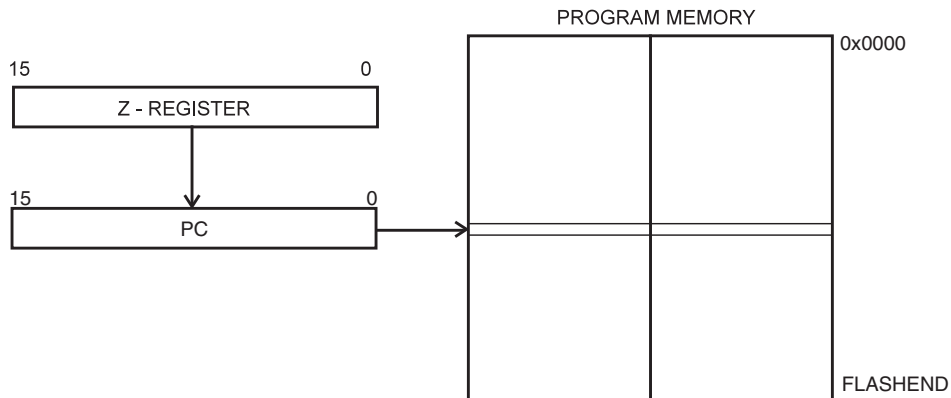 PROGRAM MEMORY
0x0000
15 0
Z - REGISTER
15 0
PC
FLASHEND